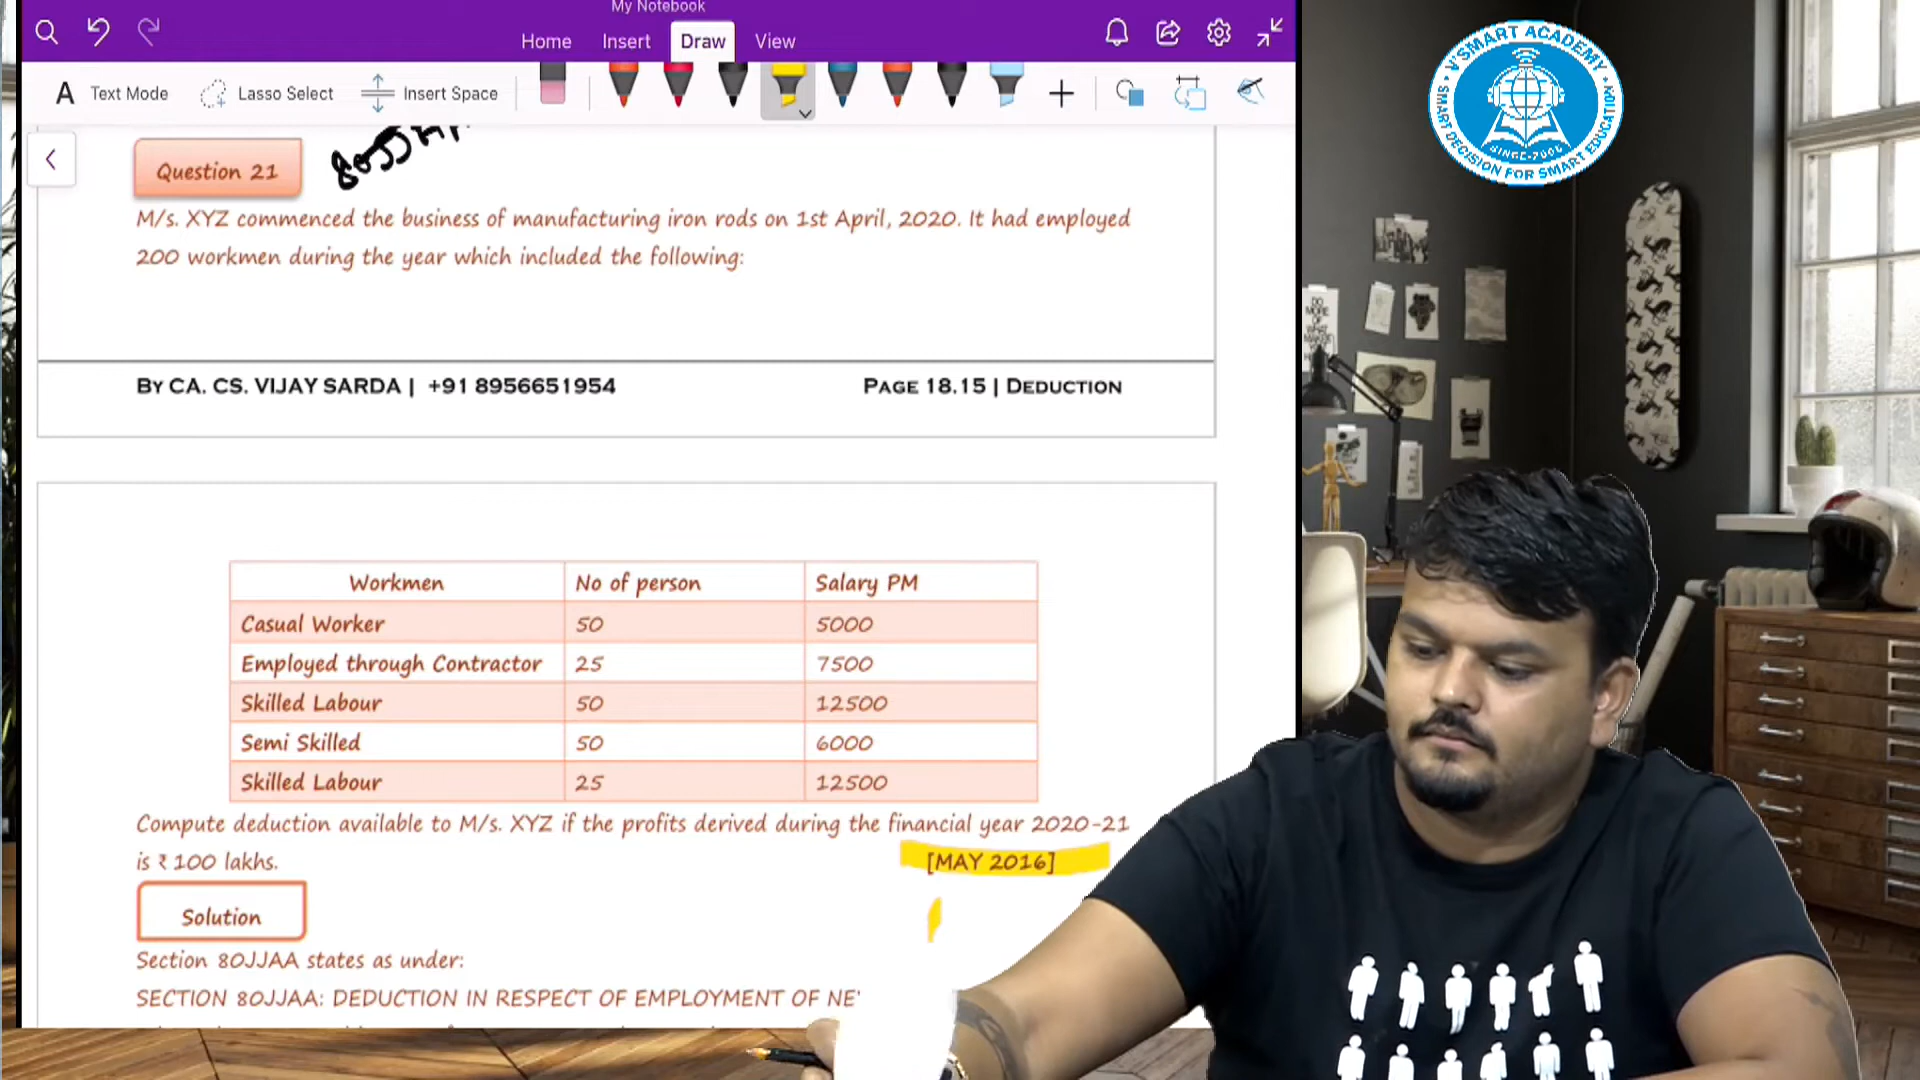 My Notebook
Home Insert Draw View
A Text Mode Lasso Select Insert Space
Question 21
M/s. XYZ commenced the business of manufacturing iron rods on 1st April, 2020. It had employed
200 workmen during the year which included the following:
BY CA. CS. VIJAY SARDA | +91 8956651954 PAGE 18.15 | DEDUCTION
Workmen No of person Salary PM
Casual Worker 50 5000
Employed through Contractor 25 7500
Skilled Labour 50 12500
Semi Skilled 50 6000
Skilled Labour 25 12500
Compute deduction available to M/s. XYZ if the profits derived during the financial year 2020-21
is ₹ 100 lakhs. [MAY 2016]
Solution
Section 80JJAA states as under:
SECTION 80JJAA: DEDUCTION IN RESPECT OF EMPLOYMENT OF
V'SMART ACADEMY
SMART DECISION FOR SMART EDUCATION
DO
MORE
OF
WHAT